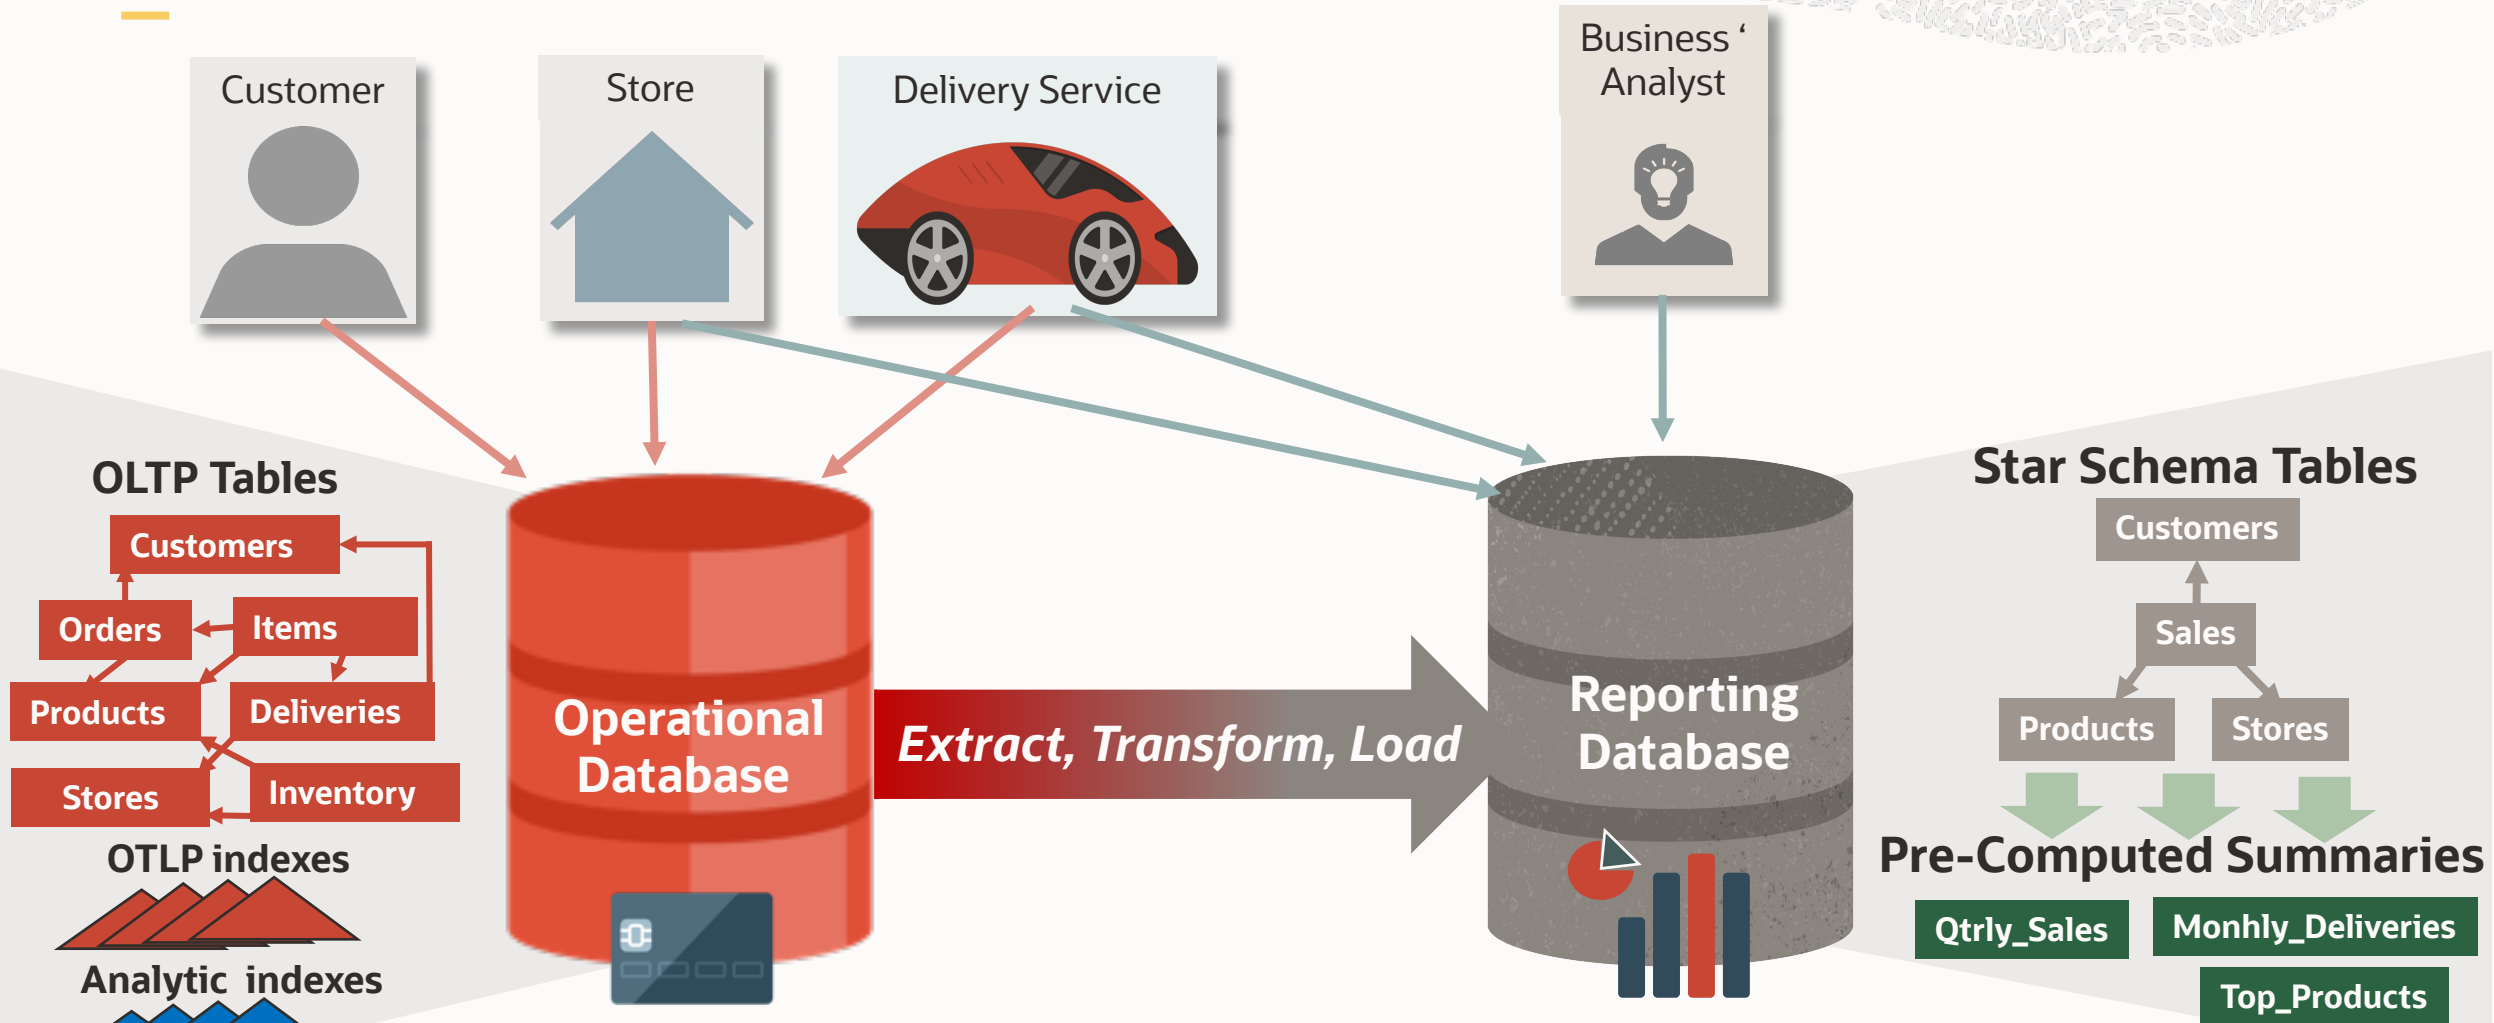 Customer
Store
Delivery Service
Business ‘
Analyst
OLTP Tables
Customers
Orders
Items
Products
Deliveries
Stores
Inventory
OTLP indexes
Analytic indexes
Operational
Database
Extract, Transform, Load
Reporting
Database
Star Schema Tables
Customers
Sales
Products
Stores
Pre-Computed Summaries
Qtrly_Sales
Monhly_Deliveries
Top_Products